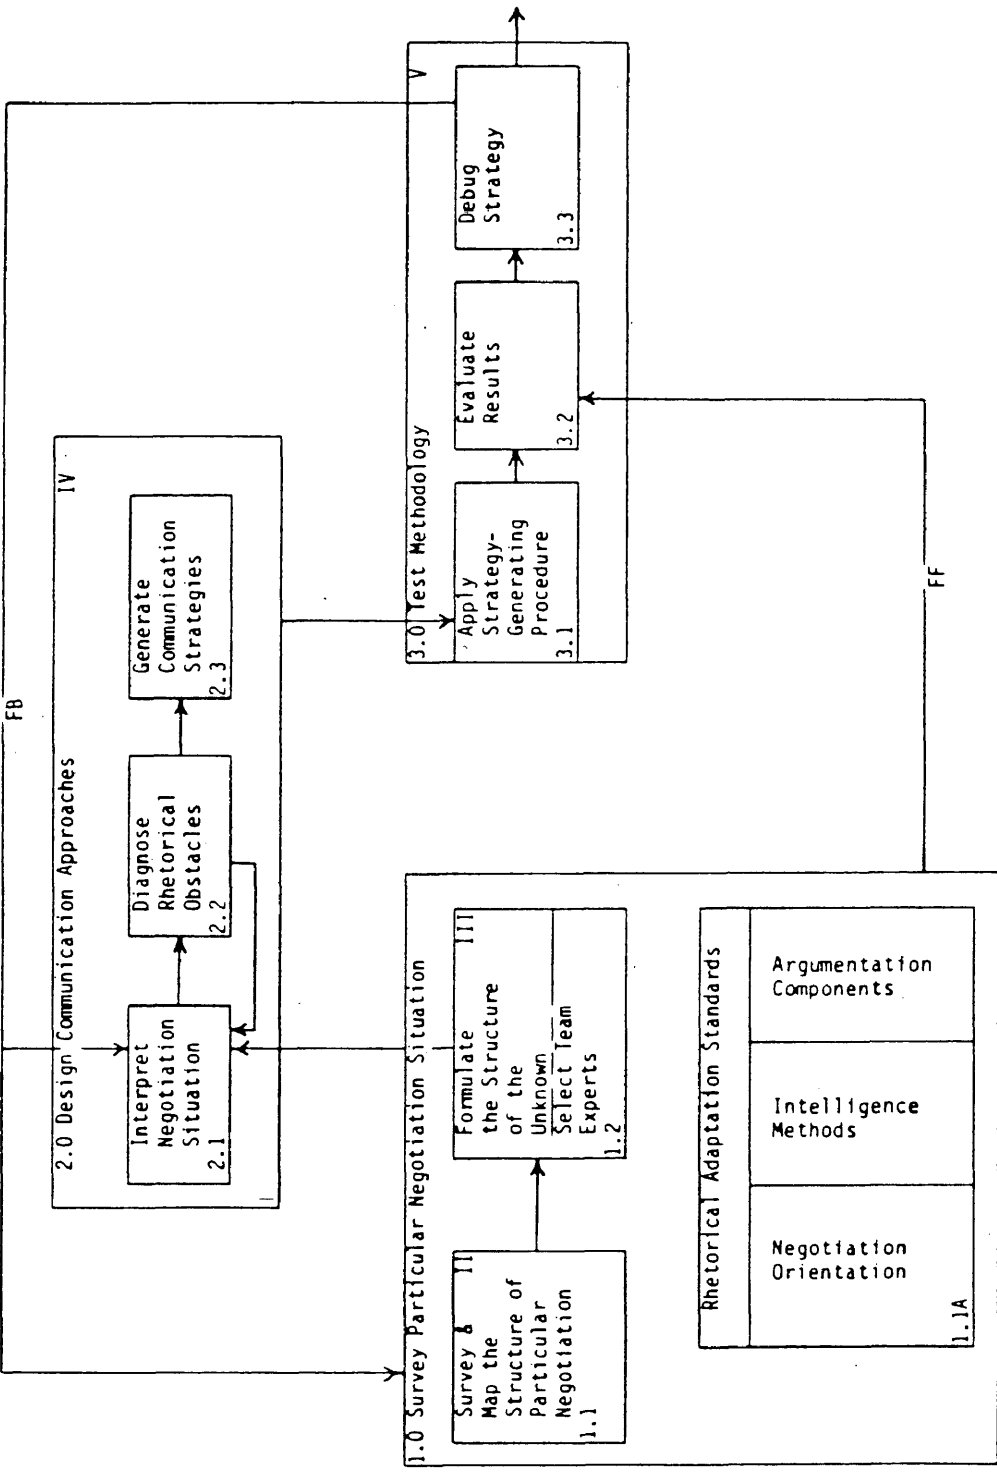 FB
2.0 Design Communication Approaches
IV
Interpret
Negotiation
Situation
2.1
Diagnose
Rhetorical
Obstacles
2.2
Generate
Communication
Strategies
2.3
1.0 Survey Particular Negotiation Situation
Survey &
II
Map the
Structure of
Particular
Negotiation
1.1
Formulate
III
the Structure
of the
Unknown
Select Team
Experts
1.2
Rhetorical Adaptation Standards
Negotiation
Orientation
Intelligence
Methods
Argumentation
Components
1.1A
3.0 Test Methodology
V
Apply
Strategy-
Generating
Procedure
3.1
Evaluate
Results
3.2
Debug
Strategy
3.3
FF